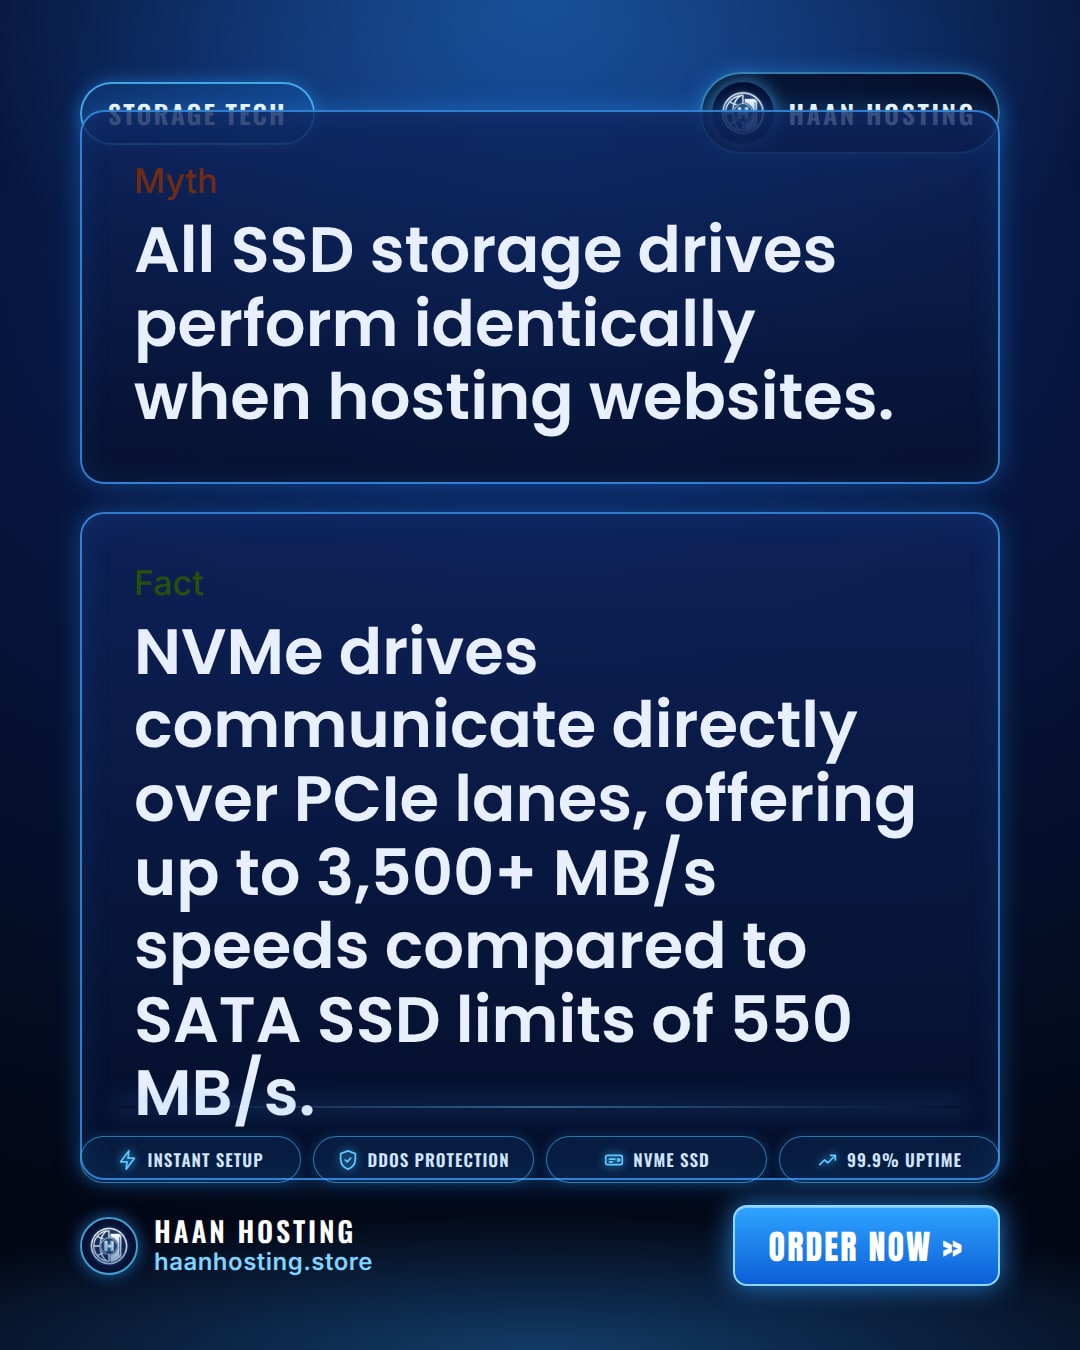 STORAGE TECH
HAAN HOSTING
Myth
All SSD storage drives
perform identically
when hosting websites.
Fact
NVMe drives
communicate directly
over PCIe lanes, offering
up to 3,500+ MB/s
speeds compared to
SATA SSD limits of 550
MB/s.
INSTANT SETUP
DDOS PROTECTION
NVME SSD
99.9% UPTIME
HAAN HOSTING
haanhosting.store
ORDER NOW »